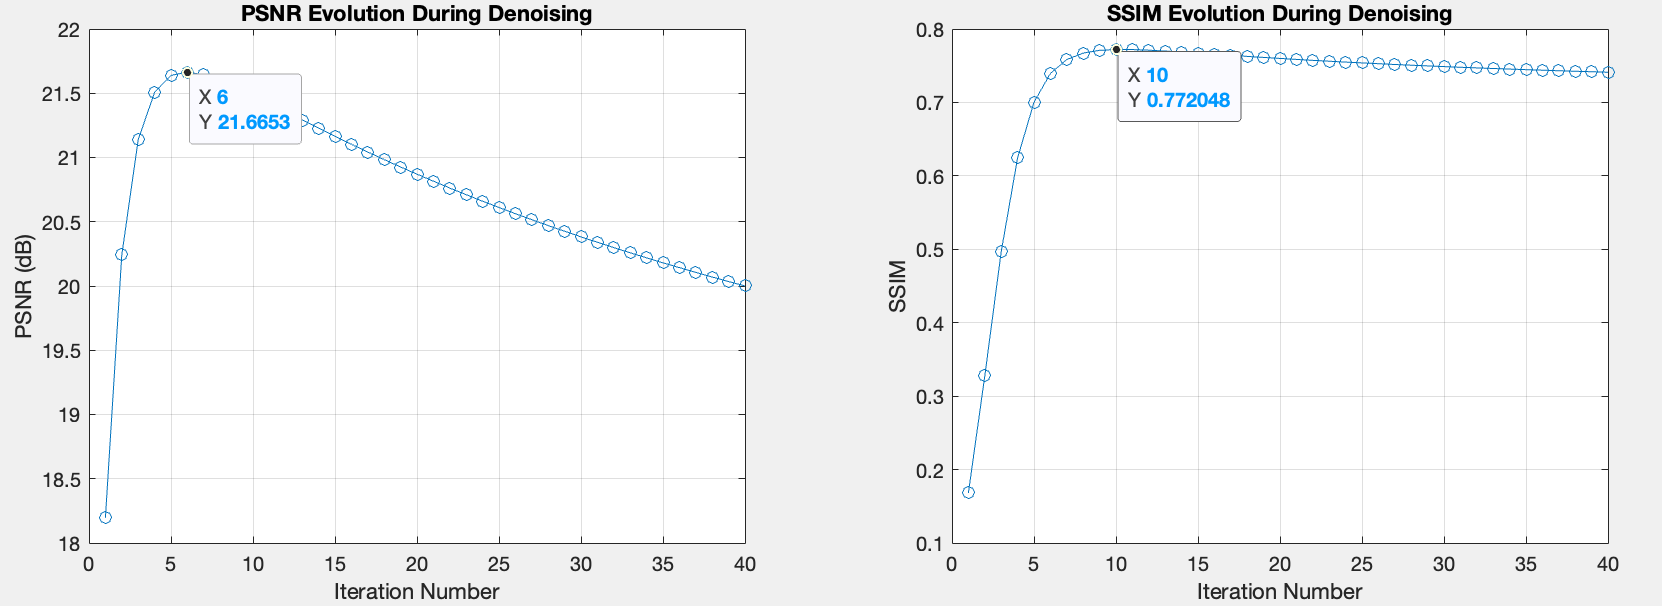 PSNR Evolution During Denoising
22
21.5
21
20.5
20
19.5
19
18.5
18
PSNR (dB)
X 6
Y 21.6653
0 5 10 15 20 25 30 35 40
Iteration Number
SSIM Evolution During Denoising
0.8
0.7
0.6
0.5
0.4
0.3
0.2
0.1
SSIM
X 10
Y 0.772048
0 5 10 15 20 25 30 35 40
Iteration Number